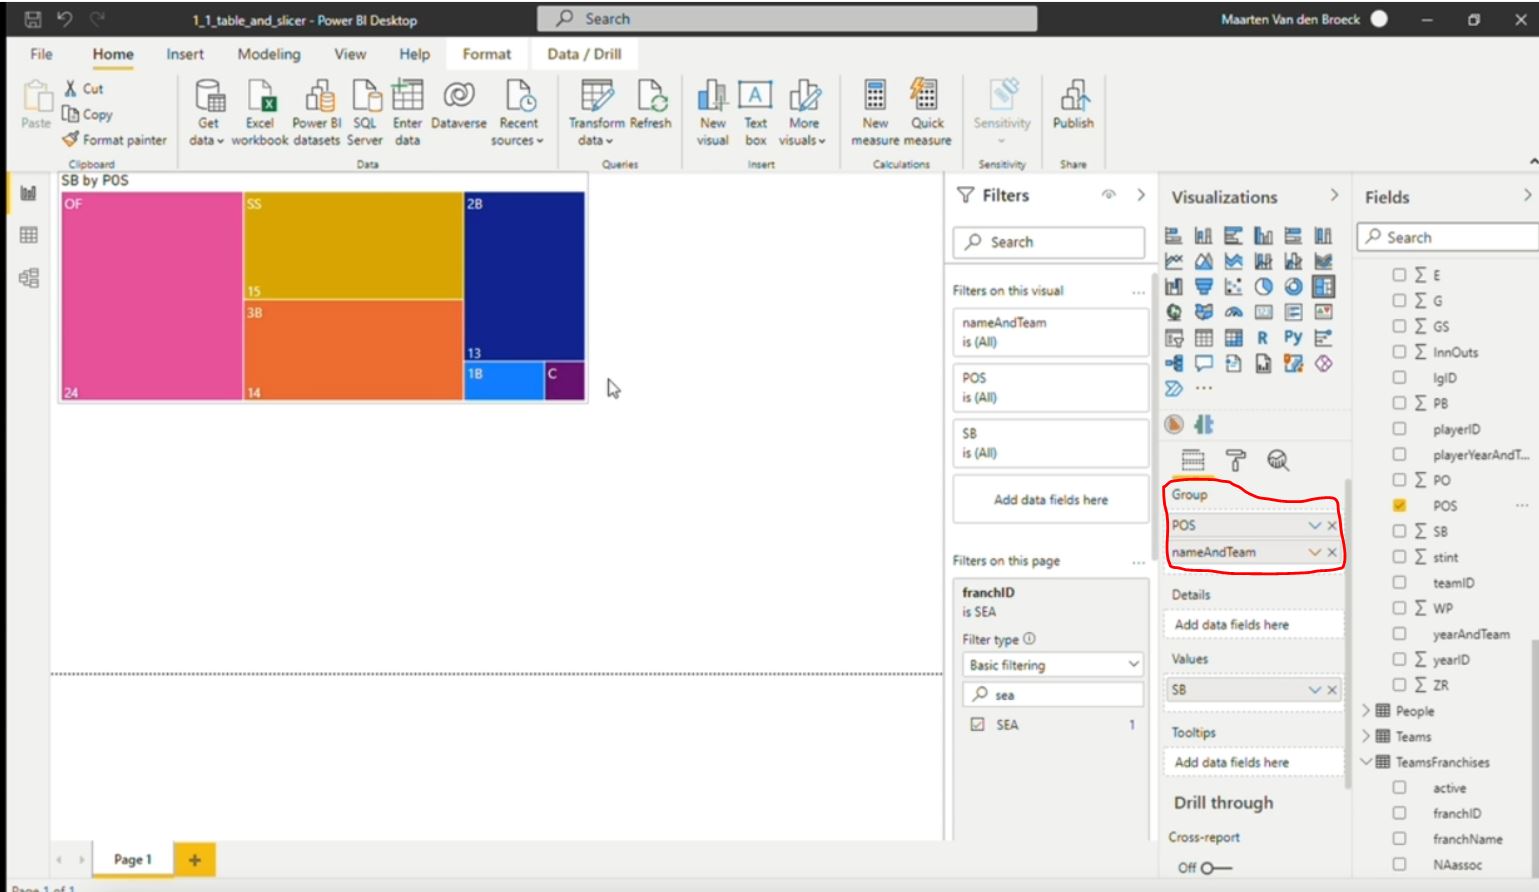 1_1_table_and_slicer - Power BI Desktop
Search
Maarten Van den Broeck
File
Home
Insert
Modeling
View
Help
Format
Data / Drill
Paste
Cut
Copy
Format painter
Clipboard
Get data
Excel workbook
Power BI datasets
SQL Server
Enter data
Dataverse
Recent sources
Data
Transform data
Refresh
Queries
New visual
Text box
More visuals
Insert
New measure
Quick measure
Calculations
Sensitivity
Sensitivity
Publish
Share
SB by POS
OF
24
SS
15
3B
14
2B
13
1B
C
Filters
Search
Filters on this visual
nameAndTeam
is (All)
POS
is (All)
SB
is (All)
Add data fields here
Filters on this page
franchID
is SEA
Filter type
Basic filtering
sea
SEA 1
Visualizations
R
Py
Group
POS
nameAndTeam
Details
Add data fields here
Values
SB
Tooltips
Add data fields here
Drill through
Cross-report
Off
Fields
Search
∑ E
∑ G
∑ GS
∑ InnOuts
lgID
∑ PB
playerID
playerYearAndT...
∑ PO
POS
∑ SB
∑ stint
teamID
∑ WP
yearAndTeam
∑ yearID
∑ ZR
People
Teams
TeamsFranchises
active
franchID
franchName
NAassoc
Page 1
Page 1 of 1